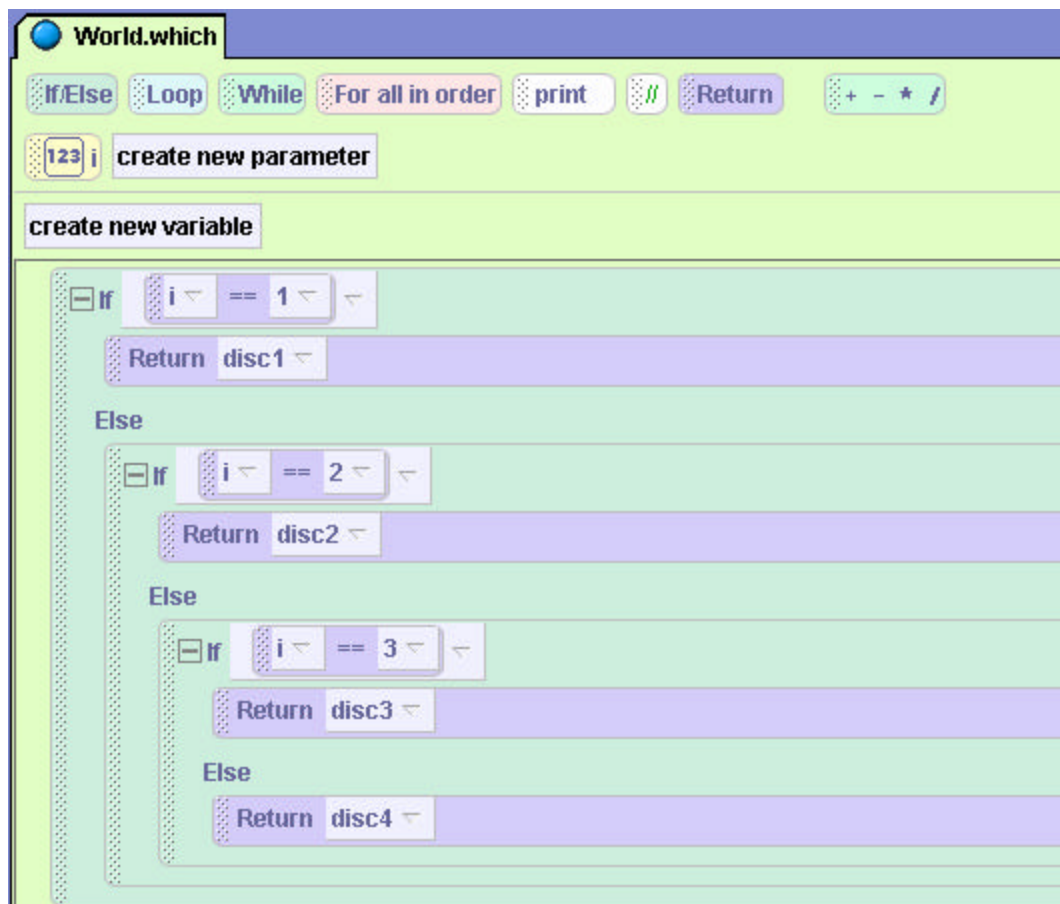 World.which
If/Else Loop While For all in order print // Return + - * /
123 i create new parameter
create new variable
If i == 1
Return disc1
Else
If i == 2
Return disc2
Else
If i == 3
Return disc3
Else
Return disc4